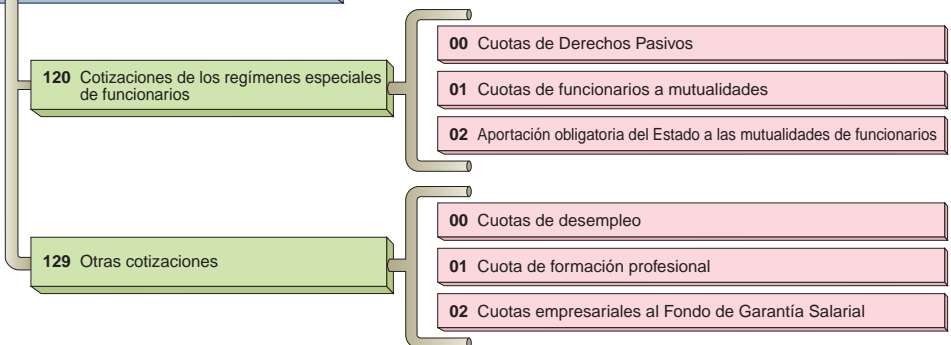 120 Cotizaciones de los regímenes especiales
de funcionarios
00 Cuotas de Derechos Pasivos
01 Cuotas de funcionarios a mutualidades
02 Aportación obligatoria del Estado a las mutualidades de funcionarios
129 Otras cotizaciones
00 Cuotas de desempleo
01 Cuota de formación profesional
02 Cuotas empresariales al Fondo de Garantía Salarial